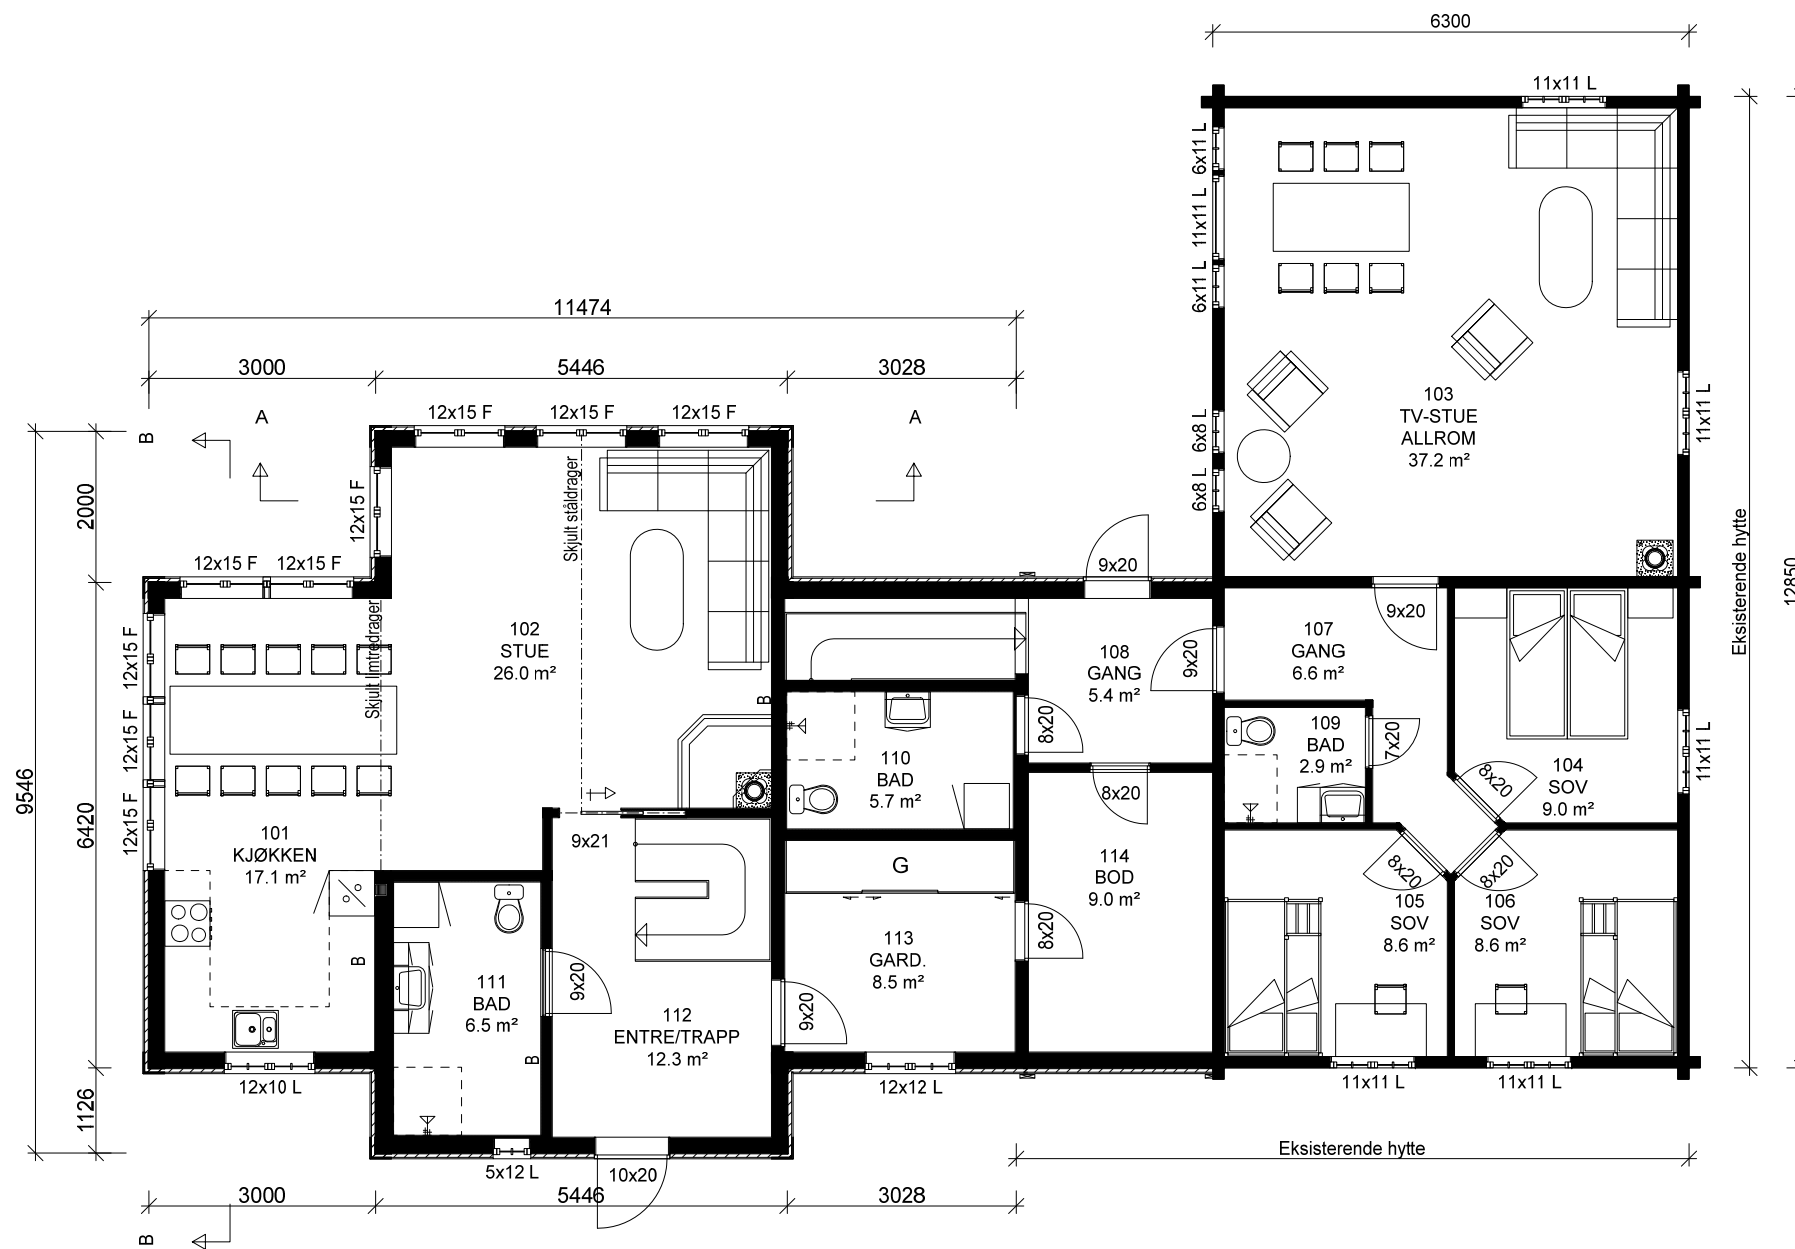 6300
11x11 L
6x11 L
11x11 L
6x11 L
11474
3000
5446
3028
A
A
B
12x15 F
12x15 F
12x15 F
103
TV-STUE
ALLROM
37.2 m²
11x11 L
6x8 L
6x8 L
2000
12x15 F
Skjult ståldrager
12x15 F
12x15 F
9x20
Eksisterende hytte
12850
Skjult limtredrager
12x15 F
12x15 F
12x15 F
102
STUE
26.0 m²
108
GANG
5.4 m²
9x20
107
GANG
6.6 m²
9x20
B
8x20
109
BAD
2.9 m²
7x20
11x11 L
110
BAD
5.7 m²
8x20
8x20
104
SOV
9.0 m²
9546
6420
101
KJØKKEN
17.1 m²
9x21
G
114
BOD
9.0 m²
8x20
8x20
105
SOV
8.6 m²
106
SOV
8.6 m²
8x20
113
GARD.
8.5 m²
B
111
BAD
6.5 m²
9x20
9x20
112
ENTRE/TRAPP
12.3 m²
B
12x10 L
12x12 L
11x11 L
11x11 L
1126
5x12 L
10x20
Eksisterende hytte
3000
5446
3028
B